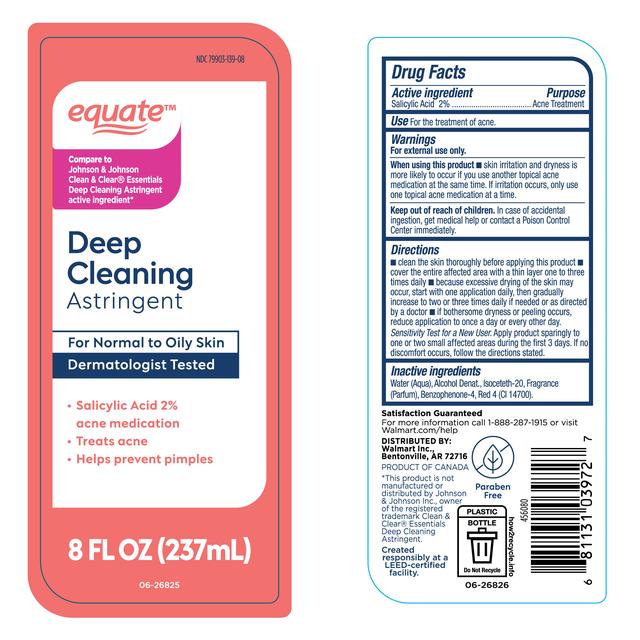 NDC 79903-139-08
equate™
Compare to
Johnson & Johnson
Clean & Clear® Essentials
Deep Cleaning Astringent
active ingredient*
Deep
Cleaning
Astringent
For Normal to Oily Skin
Dermatologist Tested
• Salicylic Acid 2%
acne medication
• Treats acne
• Helps prevent pimples
8 FL OZ (237mL)
06-26825
Drug Facts
Active ingredient Purpose
Salicylic Acid 2% ................................ Acne Treatment
Use For the treatment of acne.
Warnings
For external use only.
When using this product ■ skin irritation and dryness is
more likely to occur if you use another topical acne
medication at the same time. If irritation occurs, only use
one topical acne medication at a time.
Keep out of reach of children. In case of accidental
ingestion, get medical help or contact a Poison Control
Center immediately.
Directions
■ clean the skin thoroughly before applying this product ■
cover the entire affected area with a thin layer one to three
times daily ■ because excessive drying of the skin may
occur, start with one application daily, then gradually
increase to two or three times daily if needed or as directed
by a doctor ■ if bothersome dryness or peeling occurs,
reduce application to once a day or every other day.
Sensitivity Test for a New User. Apply product sparingly to
one or two small affected areas during the first 3 days. If no
discomfort occurs, follow the directions stated.
Inactive ingredients
Water (Aqua), Alcohol Denat., Isoceteth-20, Fragrance
(Parfum), Benzophenone-4, Red 4 (CI 14700).
Satisfaction Guaranteed
For more information call 1-888-287-1915 or visit
Walmart.com/help
DISTRIBUTED BY:
Walmart Inc.,
Bentonville, AR 72716
PRODUCT OF CANADA
*This product is not
manufactured or
distributed by Johnson
& Johnson Inc., owner
of the registered
trademark Clean &
Clear® Essentials
Deep Cleaning
Astringent.
Created
responsibly at a
LEED-certified
facility.
Paraben
Free
PLASTIC
BOTTLE
Do Not Recycle
how2recycle.info
06-26826
456080
6 81131 03972 7